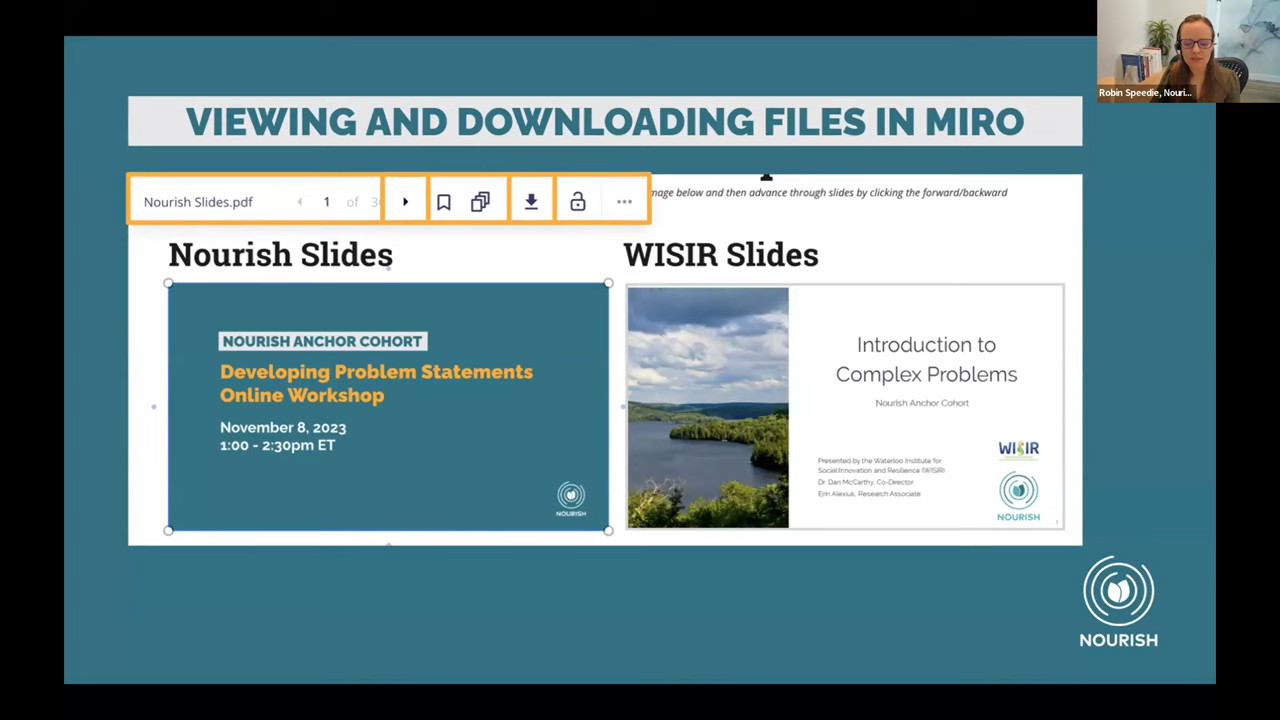 Robin Speedie, Nouri...
VIEWING AND DOWNLOADING FILES IN MIRO
Nourish Slides.pdf
1 of 3
mage below and then advance through slides by clicking the forward/backward
Nourish Slides
WISIR Slides
NOURISH ANCHOR COHORT
Developing Problem Statements
Online Workshop
November 8, 2023
1:00 - 2:30pm ET
NOURISH
Introduction to
Complex Problems
Nourish Anchor Cohort
WISIR
Presented by the Waterloo Institute for
Social Innovation and Resilience (WISIR)
Dr. Dan McCarthy, Co-Director
Erin Alexiuk, Research Associate
NOURISH
1
NOURISH